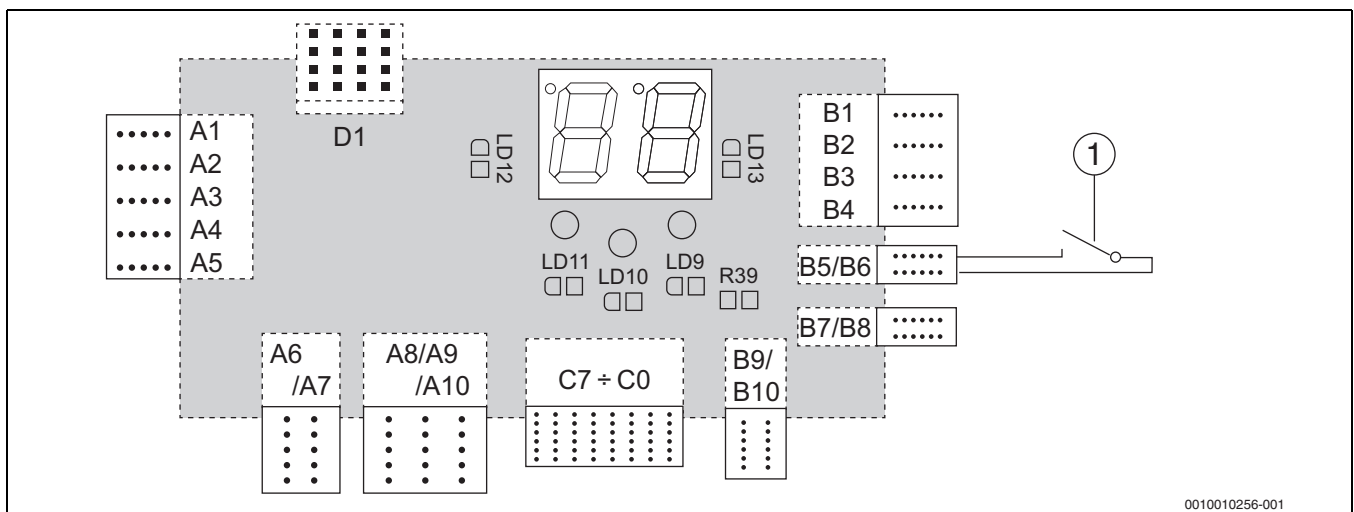 D1
A1
A2
A3
A4
A5
LD12
LD13
LD11
LD10
LD9
R39
B1
B2
B3
B4
B5/B6
B7/B8
1
A6
/A7
A8/A9
/A10
C7 ÷ C0
B9/
B10
0010010256-001